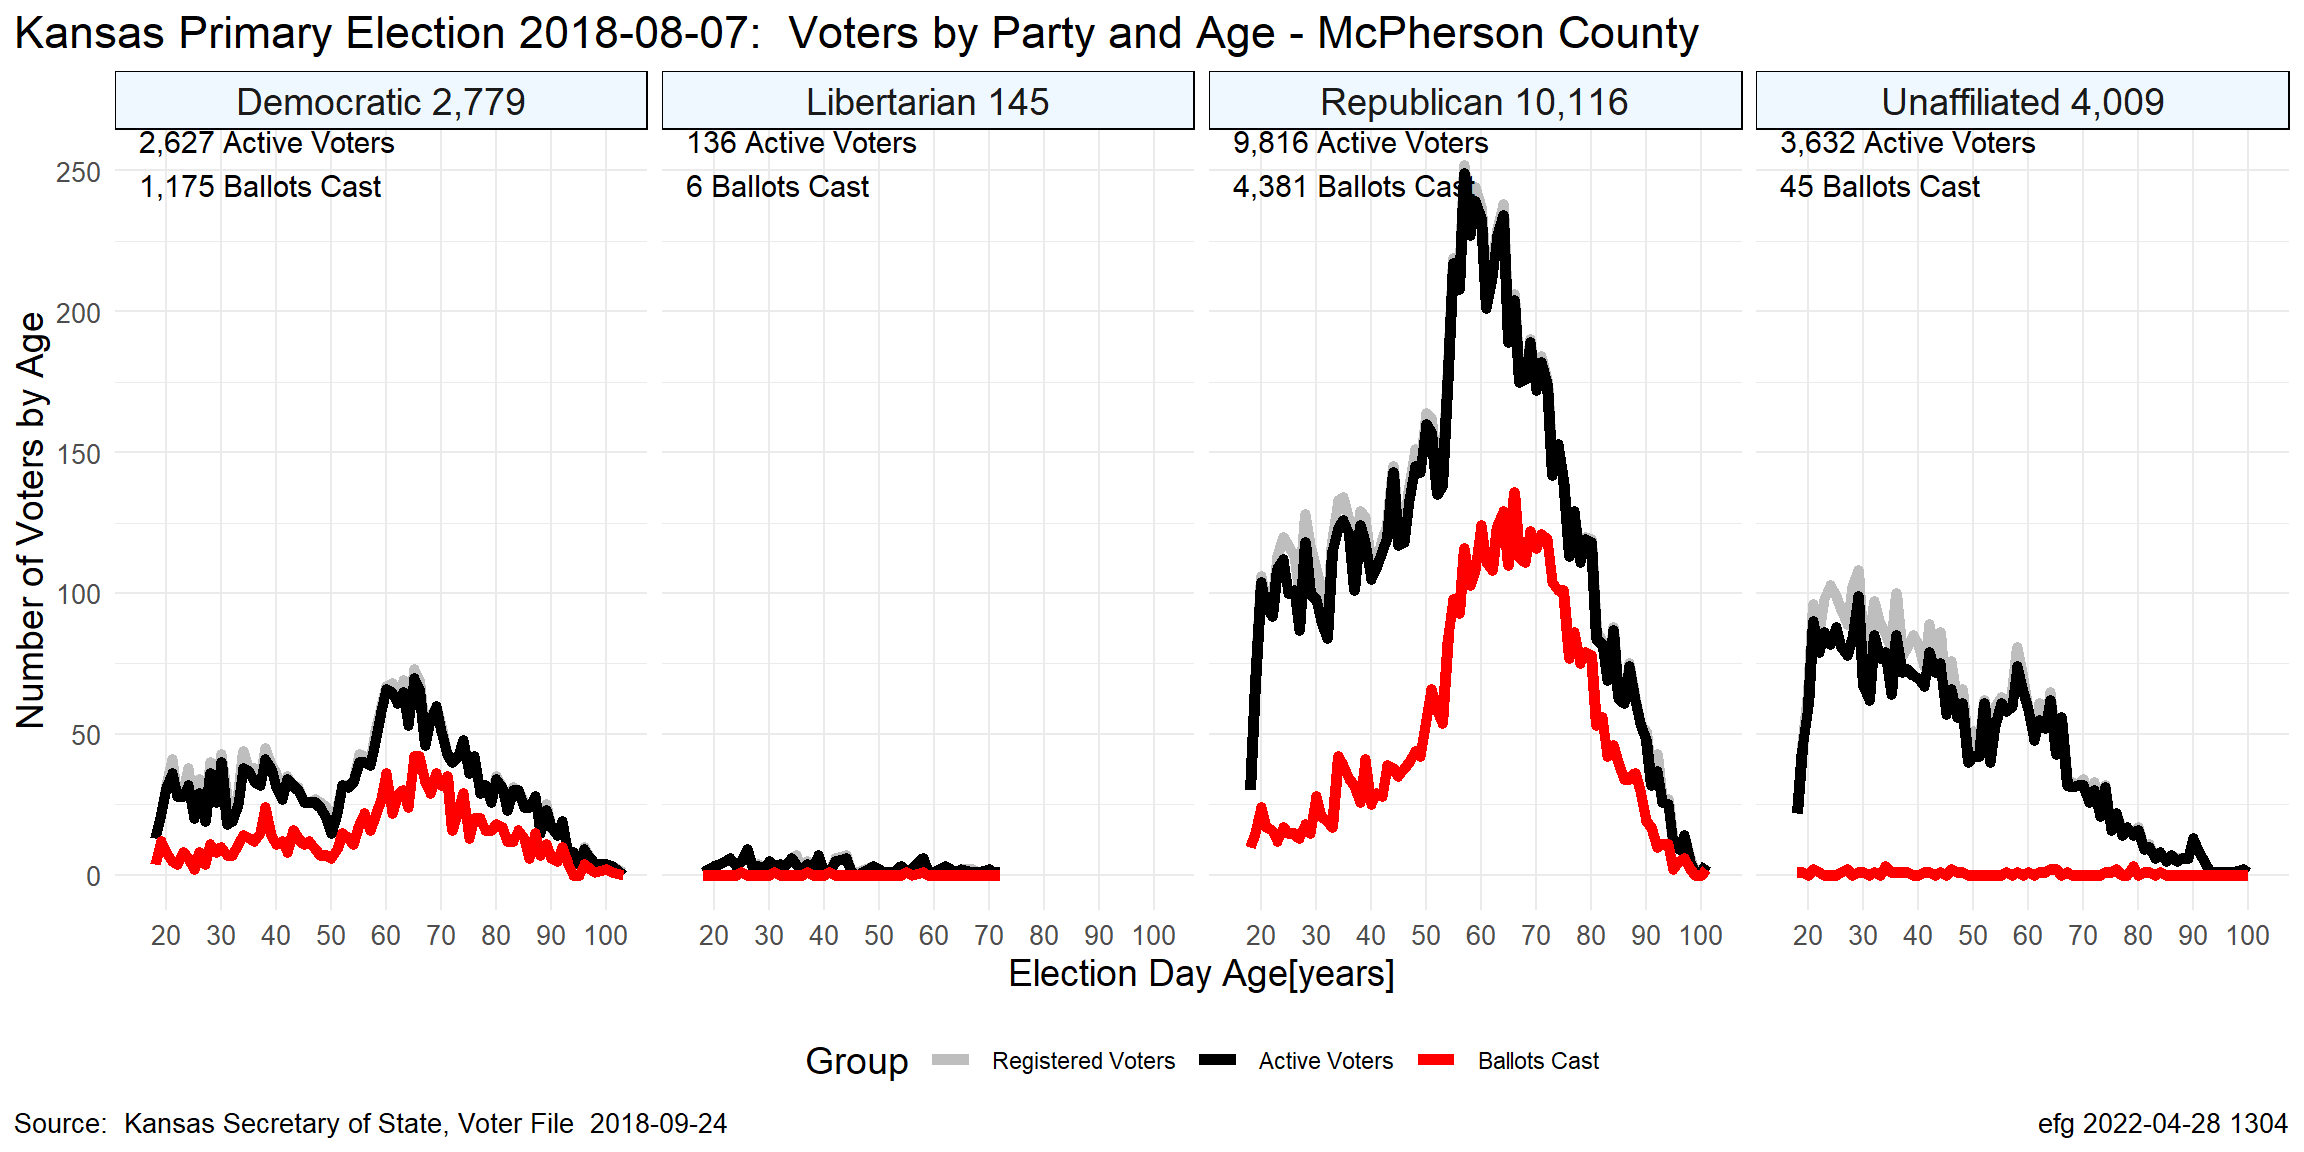 Kansas Primary Election 2018-08-07:  Voters by Party and Age - McPherson County
Democratic 2,779
Libertarian 145
Republican 10,116
Unaffiliated 4,009
2,627 Active Voters
1,175 Ballots Cast
136 Active Voters
6 Ballots Cast
9,816 Active Voters
4,381 Ballots Cast
3,632 Active Voters
45 Ballots Cast
Number of Voters by Age
250
200
150
100
50
0
20 30 40 50 60 70 80 90 100
20 30 40 50 60 70 80 90 100
20 30 40 50 60 70 80 90 100
20 30 40 50 60 70 80 90 100
Election Day Age[years]
Group Registered Voters Active Voters Ballots Cast
Source:  Kansas Secretary of State, Voter File  2018-09-24
efg 2022-04-28 1304